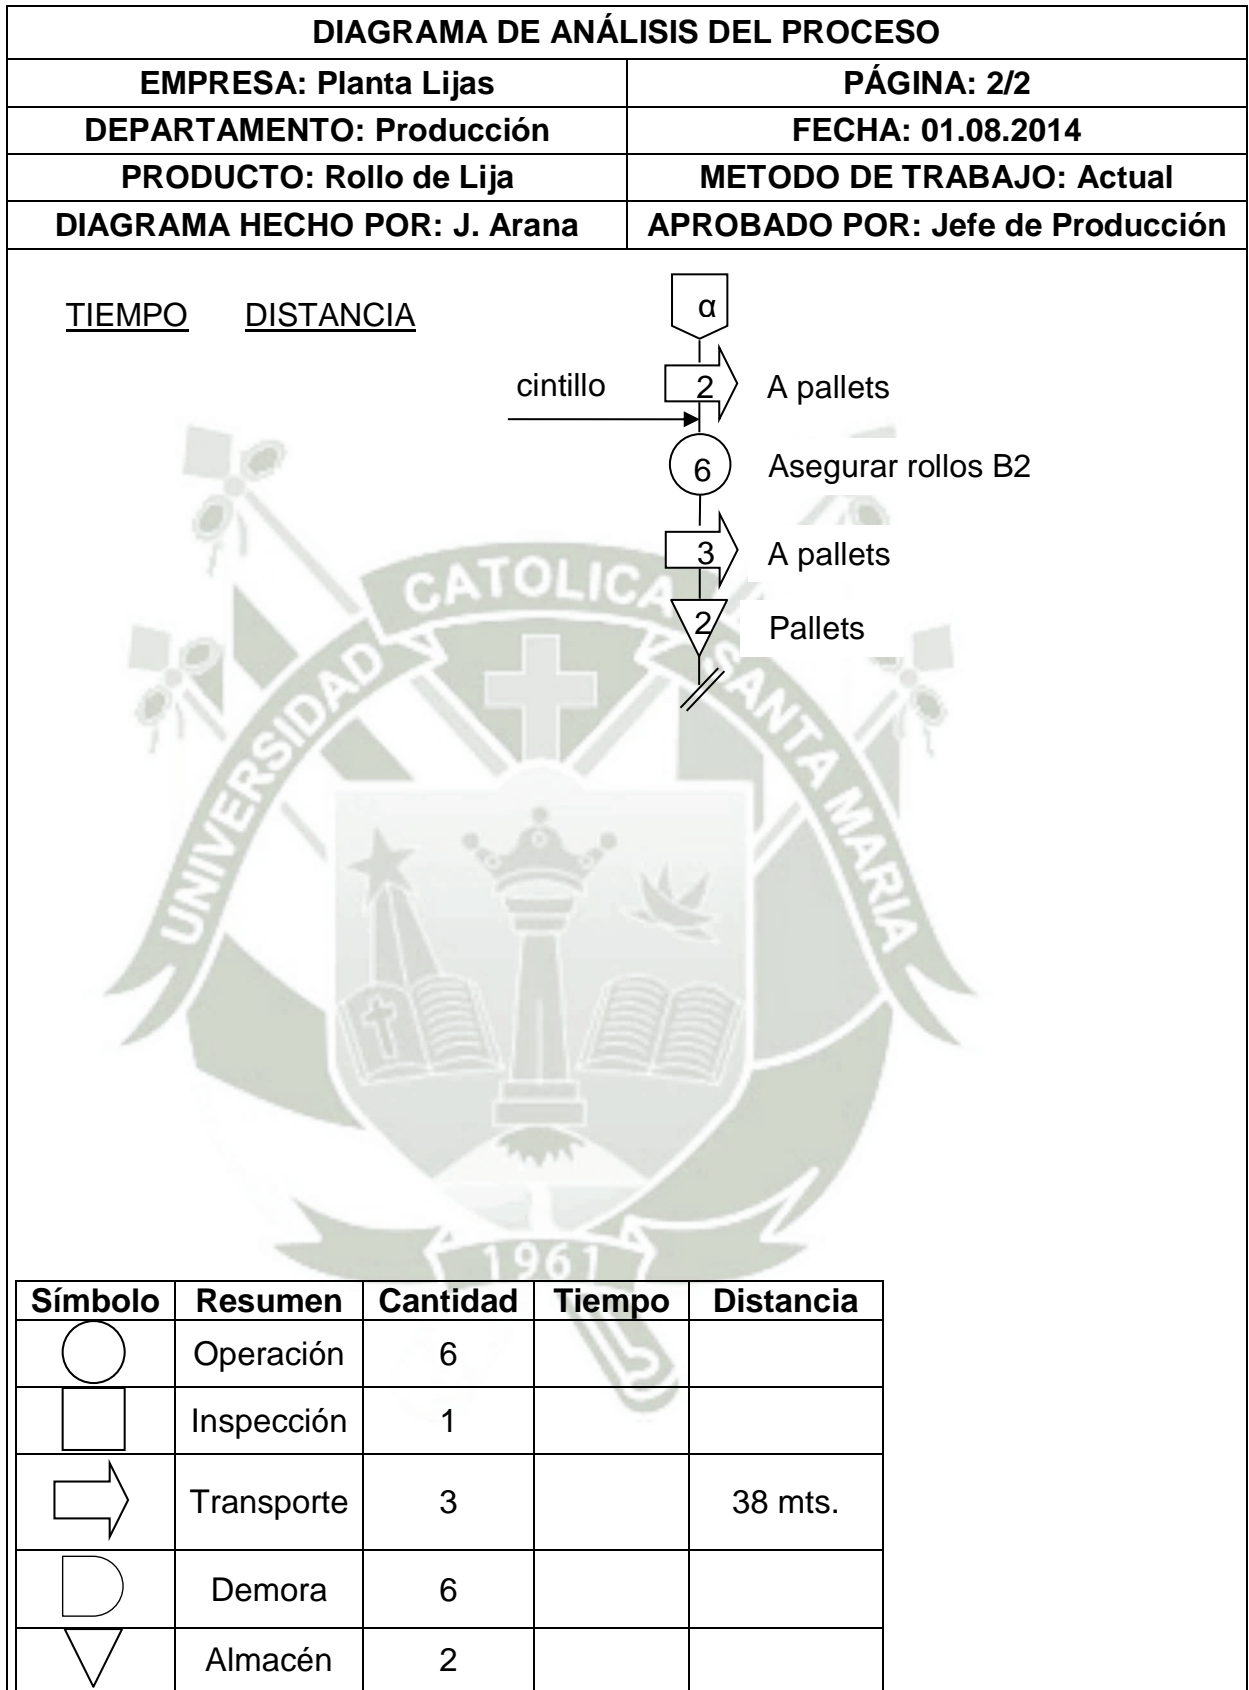 DIAGRAMA DE ANÁLISIS DEL PROCESO
EMPRESA: Planta Lijas PÁGINA: 2/2
DEPARTAMENTO: Producción FECHA: 01.08.2014
PRODUCTO: Rollo de Lija METODO DE TRABAJO: Actual
DIAGRAMA HECHO POR: J. Arana APROBADO POR: Jefe de Producción
TIEMPO DISTANCIA α
cintillo 2 A pallets
6 Asegurar rollos B2
3 A pallets
2 Pallets
UNIVERSIDAD CATOLICA SANTA MARIA
1961
Símbolo Resumen Cantidad Tiempo Distancia
Operación 6
Inspección 1
Transporte 3 38 mts.
Demora 6
Almacén 2